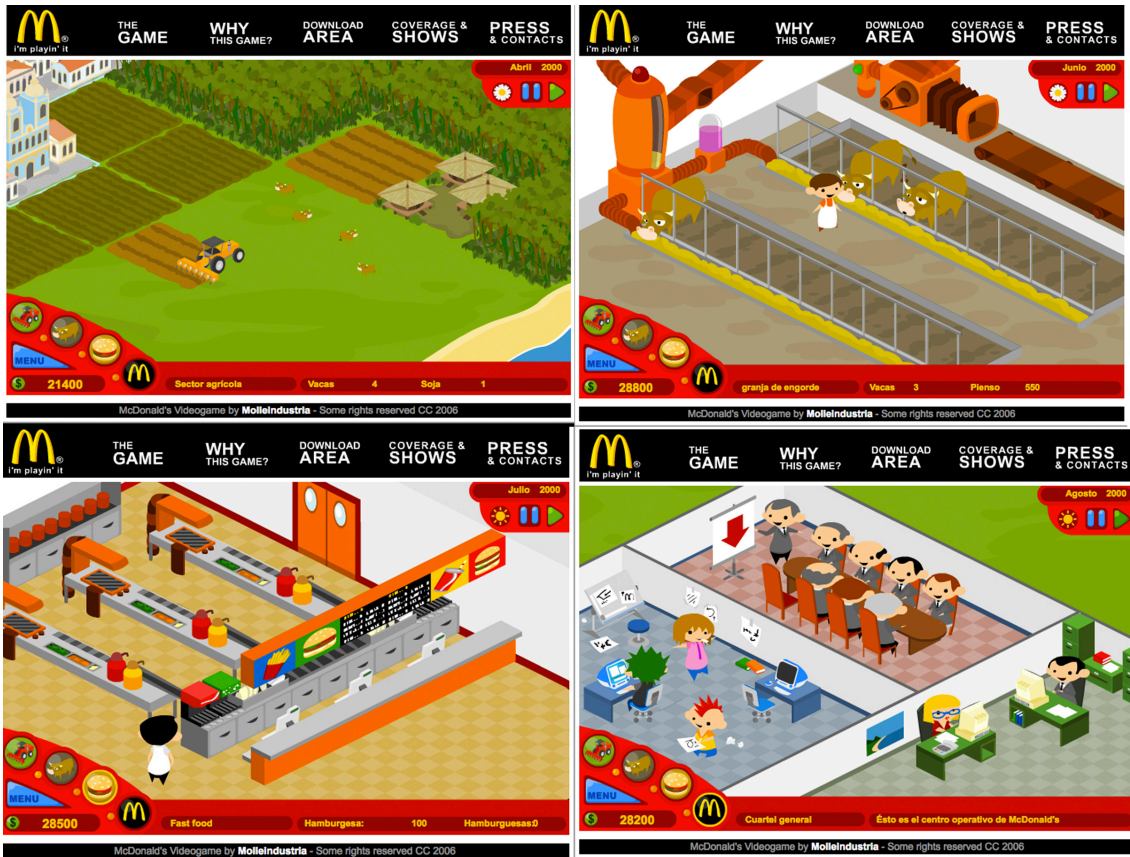 i'm playin' it ®
THE GAME
WHY THIS GAME?
DOWNLOAD AREA
COVERAGE & SHOWS
PRESS & CONTACTS
Abril 2000
MENU
$ 21400
Sector agrícola
Vacas 4
Soja 1
McDonald's Videogame by Molleindustria - Some rights reserved CC 2006
i'm playin' it ®
THE GAME
WHY THIS GAME?
DOWNLOAD AREA
COVERAGE & SHOWS
PRESS & CONTACTS
Junio 2000
MENU
$ 28800
granja de engorde
Vacas 3
Pienso 550
McDonald's Videogame by Molleindustria - Some rights reserved CC 2006
i'm playin' it ®
THE GAME
WHY THIS GAME?
DOWNLOAD AREA
COVERAGE & SHOWS
PRESS & CONTACTS
Julio 2000
MENU
$ 28500
Fast food
Hamburgesa: 100
Hamburguesas:0
McDonald's Videogame by Molleindustria - Some rights reserved CC 2006
i'm playin' it ®
THE GAME
WHY THIS GAME?
DOWNLOAD AREA
COVERAGE & SHOWS
PRESS & CONTACTS
Agosto 2000
MENU
$ 28200
Cuartel general
Ésto es el centro operativo de McDonald's
McDonald's Videogame by Molleindustria - Some rights reserved CC 2006